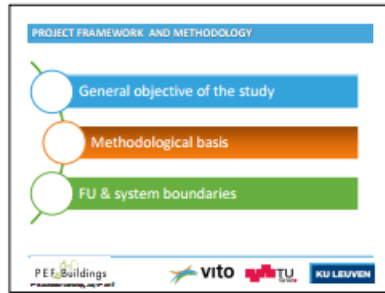 PROJECT FRAMEWORK AND METHODOLOGY
General objective of the study
Methodological basis
FU & system boundaries
PEF Buildings
vito
TU
KU LEUVEN